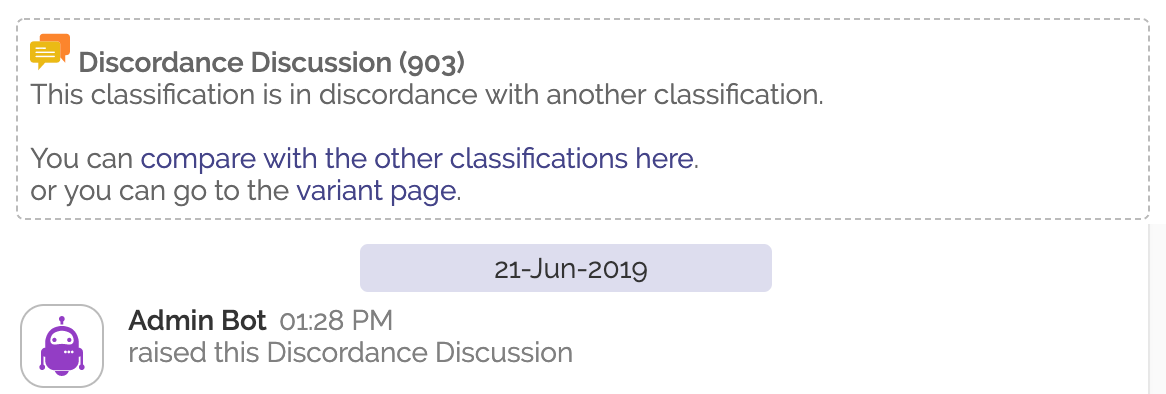 Discordance Discussion (903)
This classification is in discordance with another classification.
You can compare with the other classifications here.
or you can go to the variant page.
21-Jun-2019
Admin Bot 01:28 PM
raised this Discordance Discussion